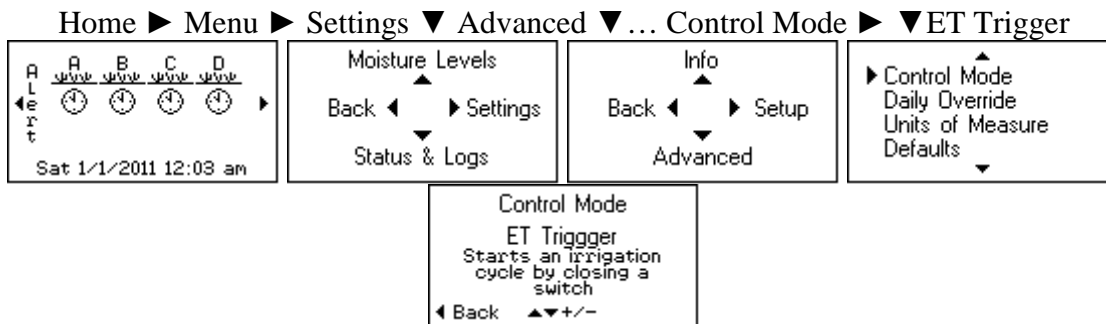 Home ► Menu ► Settings ▼ Advanced ▼… Control Mode ► ▼ET Trigger
ALert
A B C D
Sat 1/1/2011 12:03 am
Moisture Levels
Back ◀ ▶ Settings
Status & Logs
Info
Back ◀ ▶ Setup
Advanced
▶ Control Mode
Daily Override
Units of Measure
Defaults
Control Mode
ET Triggger
Starts an irrigation
cycle by closing a
switch
◀ Back ▲▼+/-